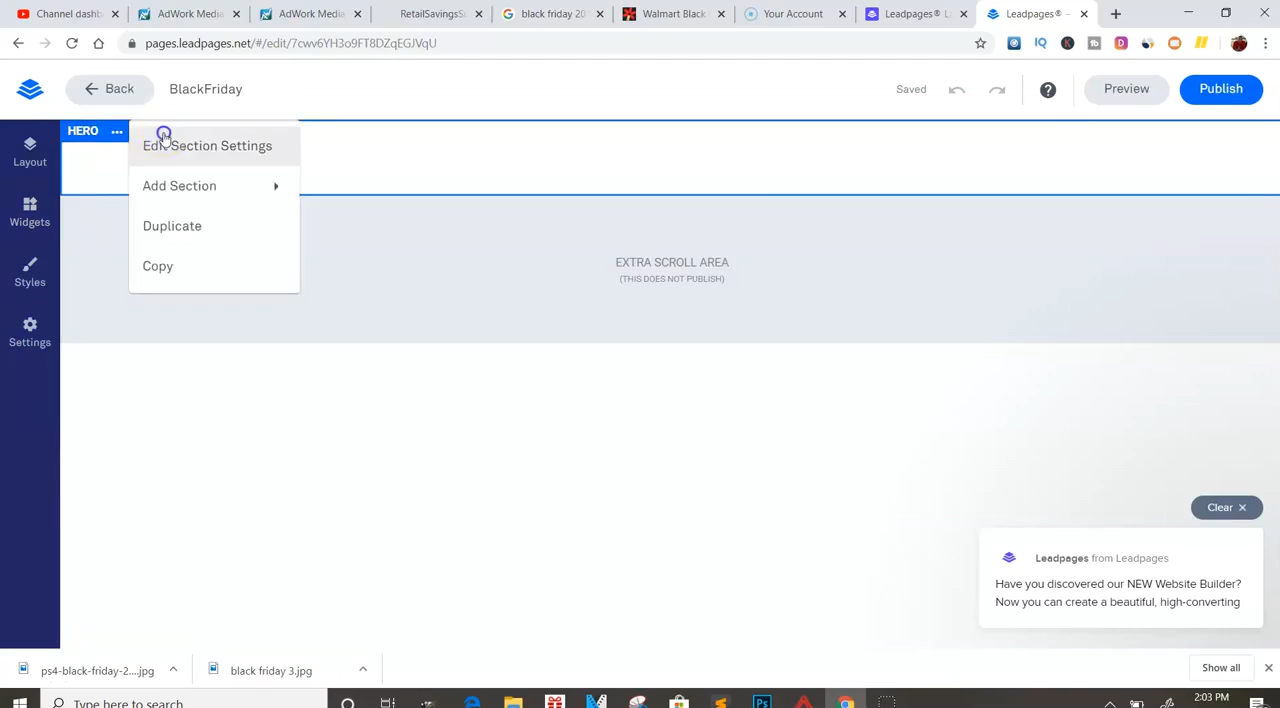 Channel dashb
AdWork Media
AdWork Media
RetailSavingsS
black friday 20
Walmart Black
Your Account
Leadpages® L
Leadpages® –
pages.leadpages.net/#/edit/7cwv6YH3o9FT8DZqEGJVqU
Back
BlackFriday
Saved
Preview
Publish
HERO
Layout
Widgets
Styles
Settings
Edit Section Settings
Add Section
Duplicate
Copy
EXTRA SCROLL AREA
(THIS DOES NOT PUBLISH)
Clear
Leadpages from Leadpages
Have you discovered our NEW Website Builder?
Now you can create a beautiful, high-converting
ps4-black-friday-2....jpg
black friday 3.jpg
Show all
Type here to search
2:03 PM